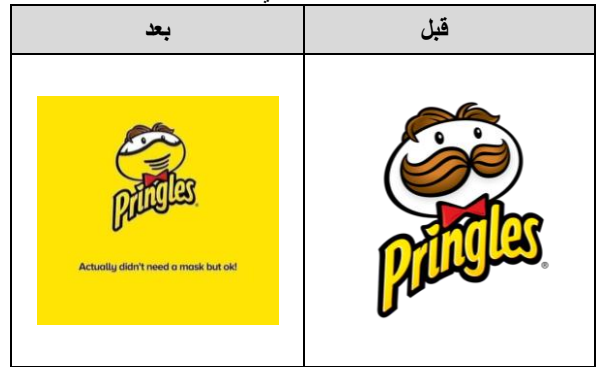 قبل
بعد
Pringles
®
Pringles
Actually didn't need a mask but ok!